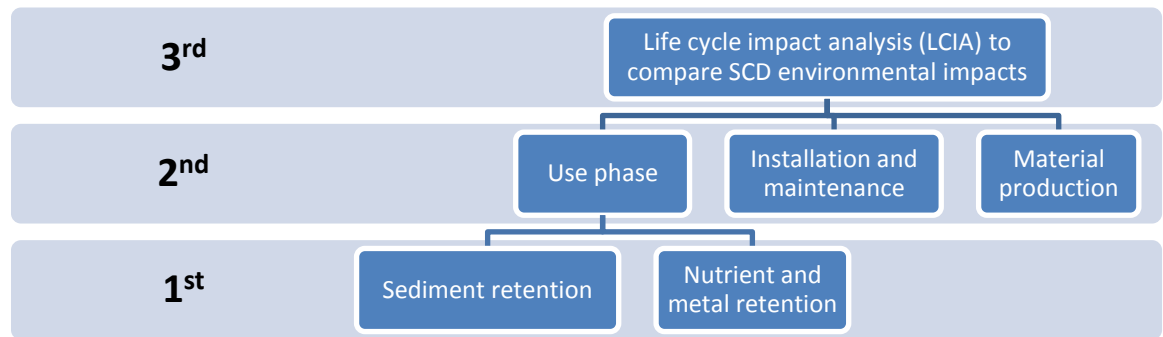 3rd
Life cycle impact analysis (LCIA) to
compare SCD environmental impacts
2nd
Use phase
Installation and
maintenance
Material
production
1st
Sediment retention
Nutrient and
metal retention